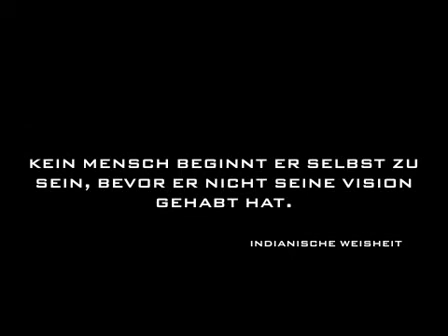 KEIN MENSCH BEGINNT ER SELBST ZU
SEIN, BEVOR ER NICHT SEINE VISION
GEHABT HAT.
INDIANISCHE WEISHEIT